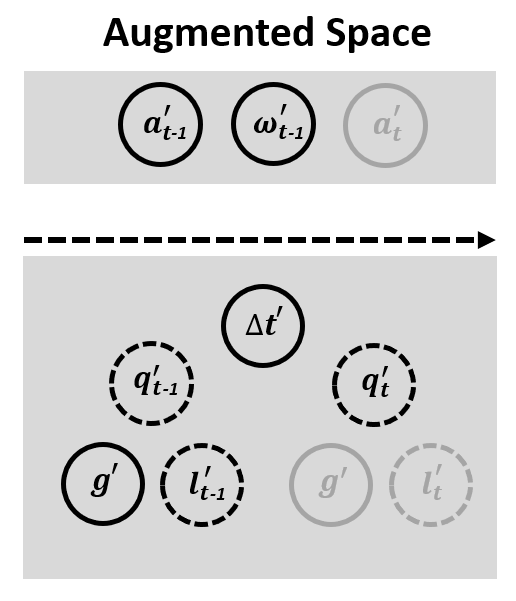 Augmented Space
a′t-1 ω′t-1 a′t
Δt′
q′t-1 q′t
g′ l′t-1 g′ l′t